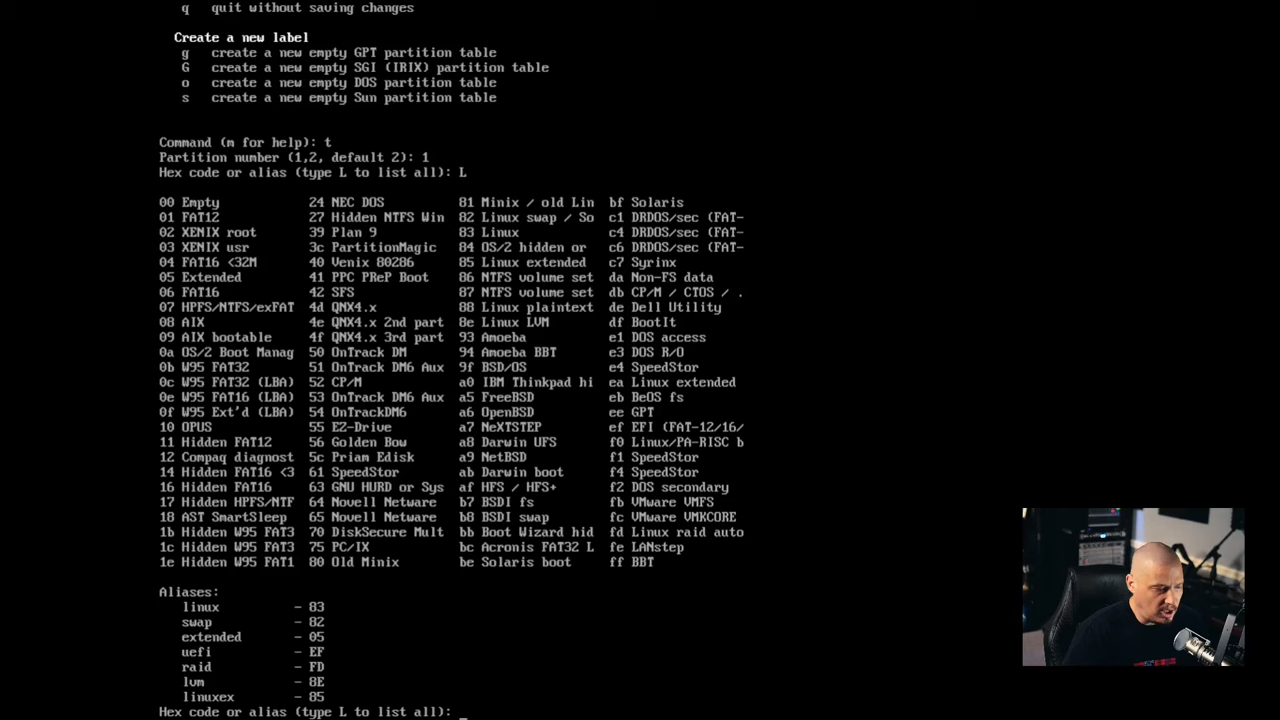 q quit without saving changes
Create a new label
g create a new empty GPT partition table
G create a new empty SGI (IRIX) partition table
o create a new empty DOS partition table
s create a new empty Sun partition table
Command (m for help): t
Partition number (1,2, default 2): 1
Hex code or alias (type L to list all): L
00 Empty 24 NEC DOS 81 Minix / old Lin bf Solaris
01 FAT12 27 Hidden NTFS Win 82 Linux swap / So c1 DRDOS/sec (FAT-
02 XENIX root 39 Plan 9 83 Linux c4 DRDOS/sec (FAT-
03 XENIX usr 3c PartitionMagic 84 OS/2 hidden or c6 DRDOS/sec (FAT-
04 FAT16 <32M 40 Venix 80286 85 Linux extended c7 Syrinx
05 Extended 41 PPC PReP Boot 86 NTFS volume set da Non-FS data
06 FAT16 42 SFS 87 NTFS volume set db CP/M / CTOS / .
07 HPFS/NTFS/exFAT 4d QNX4.x 88 Linux plaintext de Dell Utility
08 AIX 4e QNX4.x 2nd part 8e Linux LVM df BootIt
09 AIX bootable 4f QNX4.x 3rd part 93 Amoeba e1 DOS access
0a OS/2 Boot Manag 50 OnTrack DM 94 Amoeba BBT e3 DOS R/O
0b W95 FAT32 51 OnTrack DM6 Aux 9f BSD/OS e4 SpeedStor
0c W95 FAT32 (LBA) 52 CP/M a0 IBM Thinkpad hi ea Linux extended
0e W95 FAT16 (LBA) 53 OnTrack DM6 Aux a5 FreeBSD eb BeOS fs
0f W95 Ext'd (LBA) 54 OnTrackDM6 a6 OpenBSD ee GPT
10 OPUS 55 EZ-Drive a7 NeXTSTEP ef EFI (FAT-12/16/
11 Hidden FAT12 56 Golden Bow a8 Darwin UFS f0 Linux/PA-RISC b
12 Compaq diagnost 5c Priam Edisk a9 NetBSD f1 SpeedStor
14 Hidden FAT16 <3 61 SpeedStor ab Darwin boot f4 SpeedStor
16 Hidden FAT16 63 GNU HURD or Sys af HFS / HFS+ f2 DOS secondary
17 Hidden HPFS/NTF 64 Novell Netware b7 BSDI fs fb VMware VMFS
18 AST SmartSleep 65 Novell Netware b8 BSDI swap fc VMware VMKCORE
1b Hidden W95 FAT3 70 DiskSecure Mult bb Boot Wizard hid fd Linux raid auto
1c Hidden W95 FAT3 75 PC/IX bc Acronis FAT32 L fe LANstep
1e Hidden W95 FAT1 80 Old Minix be Solaris boot ff BBT
Aliases:
linux - 83
swap - 82
extended - 05
uefi - EF
raid - FD
lvm - 8E
linuxex - 85
Hex code or alias (type L to list all): _